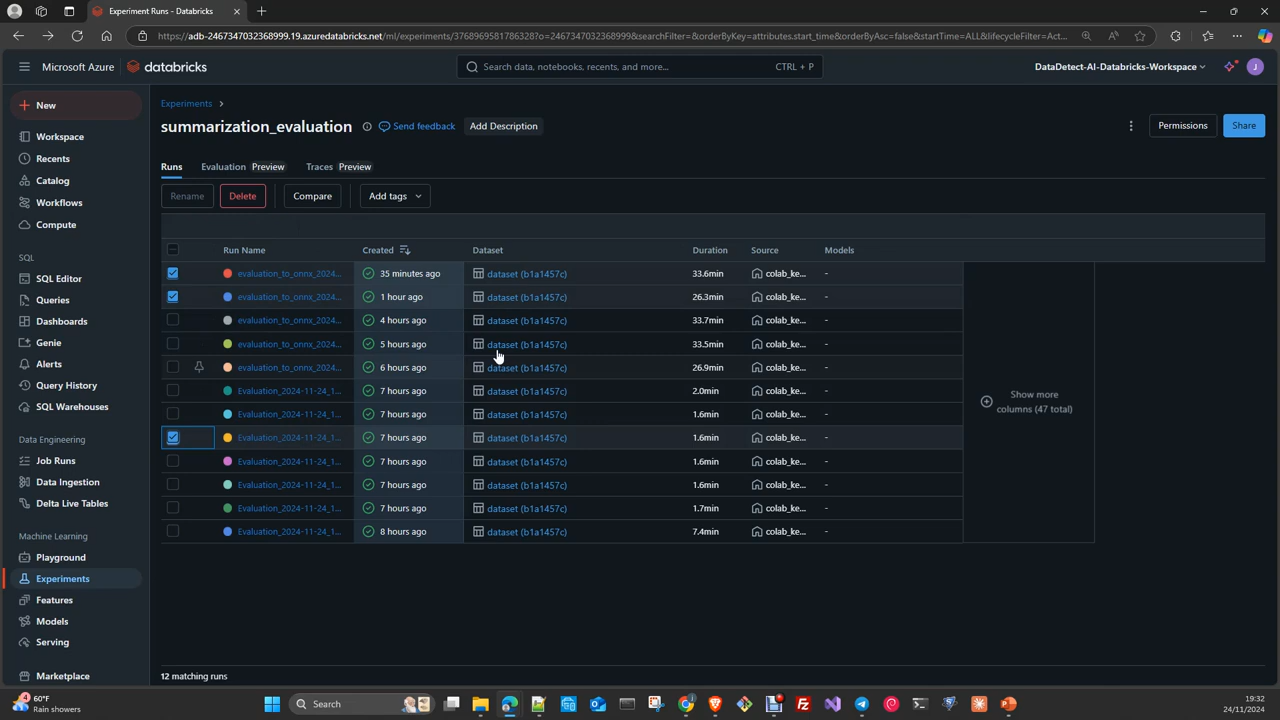 Experiment Runs
https://adb-2467347032368999.19.azuredatabricks.net/ml/experiments/3768969581786328?o=2467347032368999&searchFilter=&orderByKey=attributes.start_time&orderByAsc=false&startTime=ALL&lifecycleFilter=Act...
Microsoft Azure
databricks
Search data, notebooks, recents, and more...
CTRL + P
DataDetect-AI-Databricks-Workspace
J
New
Workspace
Recents
Catalog
Workflows
Compute
SQL
SQL Editor
Queries
Dashboards
Genie
Alerts
Query History
SQL Warehouses
Data Engineering
Job Runs
Data Ingestion
Delta Live Tables
Machine Learning
Playground
Experiments
Features
Models
Serving
Marketplace
Experiments >
summarization_evaluation
Send feedback
Add Description
Permissions
Share
Runs Evaluation Preview Traces Preview
Rename Delete Compare Add tags
Run Name Created Dataset Duration Source Models
evaluation_to_onnx_2024... 35 minutes ago dataset (b1a1457c) 33.6min colab_ke... -
evaluation_to_onnx_2024... 1 hour ago dataset (b1a1457c) 26.3min colab_ke... -
evaluation_to_onnx_2024... 4 hours ago dataset (b1a1457c) 33.7min colab_ke... -
evaluation_to_onnx_2024... 5 hours ago dataset (b1a1457c) 33.5min colab_ke... -
evaluation_to_onnx_2024... 6 hours ago dataset (b1a1457c) 26.9min colab_ke... -
Evaluation_2024-11-24_1... 7 hours ago dataset (b1a1457c) 2.0min colab_ke... -
Evaluation_2024-11-24_1... 7 hours ago dataset (b1a1457c) 1.6min colab_ke... -
Evaluation_2024-11-24_1... 7 hours ago dataset (b1a1457c) 1.6min colab_ke... -
Evaluation_2024-11-24_1... 7 hours ago dataset (b1a1457c) 1.6min colab_ke... -
Evaluation_2024-11-24_1... 7 hours ago dataset (b1a1457c) 1.6min colab_ke... -
Evaluation_2024-11-24_1... 7 hours ago dataset (b1a1457c) 1.7min colab_ke... -
Evaluation_2024-11-24_1... 8 hours ago dataset (b1a1457c) 7.4min colab_ke... -
Show more
columns (47 total)
12 matching runs
4
60°F
Rain showers
Search
19:32
24/11/2024